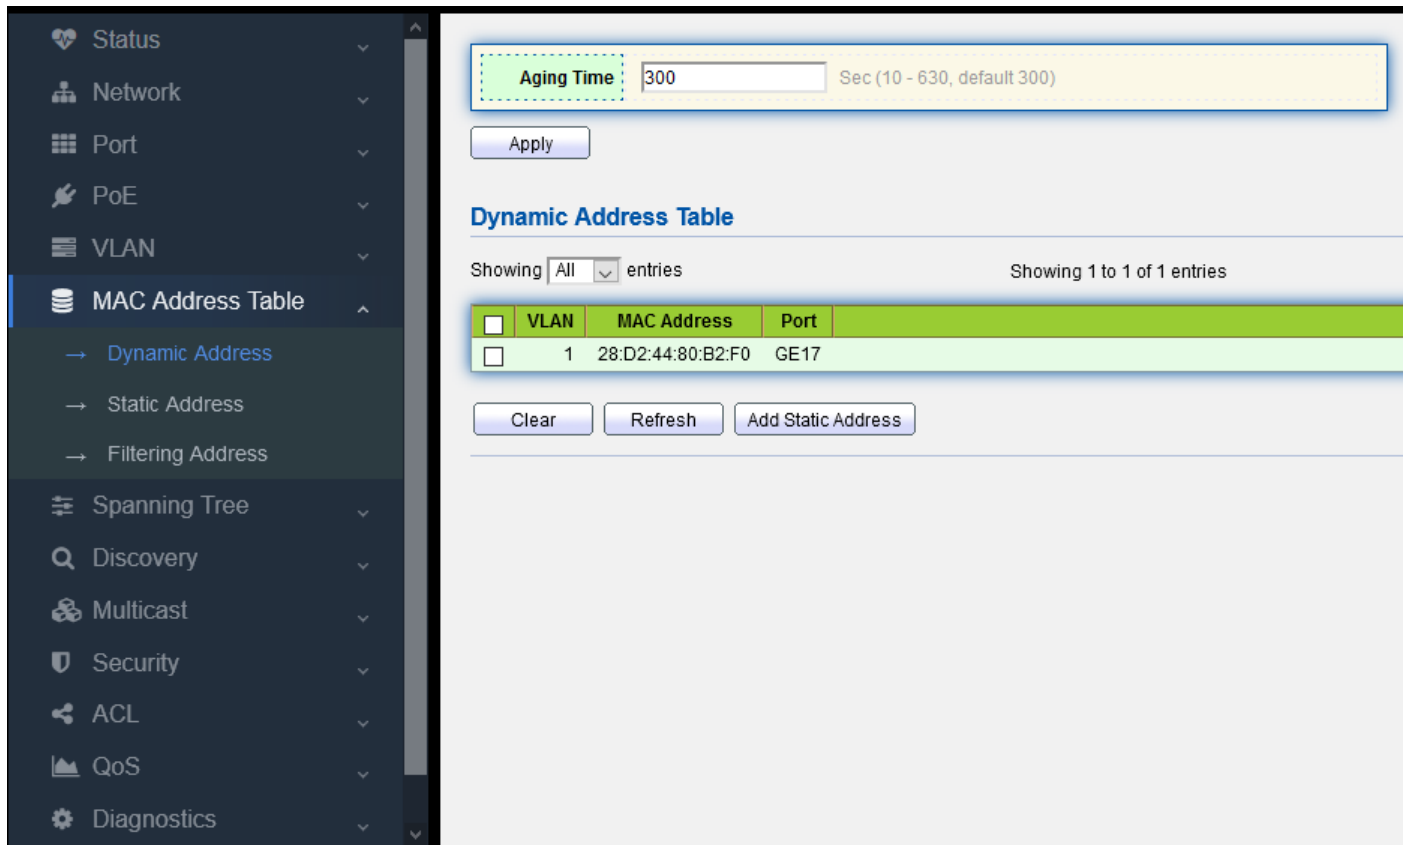 Status
Network
Port
PoE
VLAN
MAC Address Table
→ Dynamic Address
→ Static Address
→ Filtering Address
Spanning Tree
Discovery
Multicast
Security
ACL
QoS
Diagnostics
Aging Time 300 Sec (10 - 630, default 300)
Apply
Dynamic Address Table
Showing All entries Showing 1 to 1 of 1 entries
VLAN MAC Address Port
1 28:D2:44:80:B2:F0 GE17
Clear Refresh Add Static Address